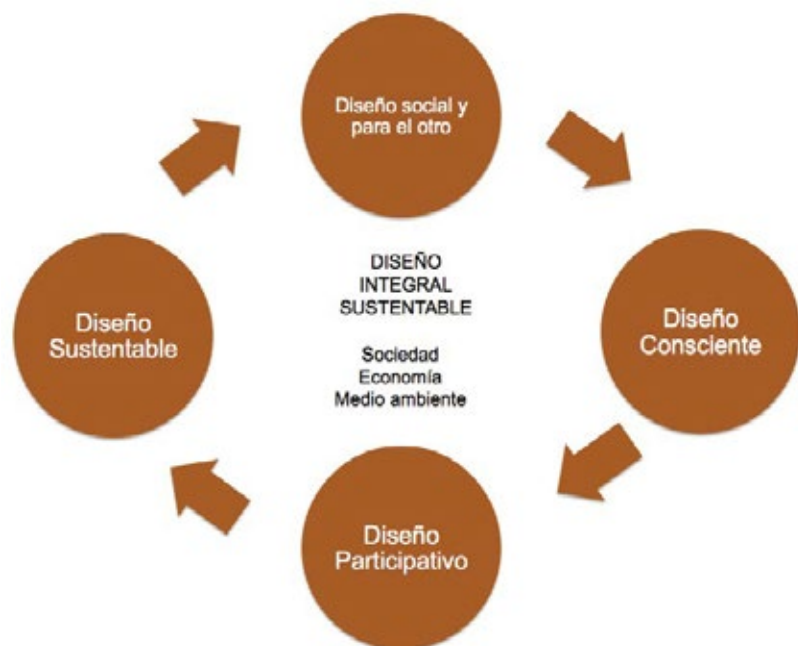 Diseño social y
para el otro
DISEÑO
INTEGRAL
SUSTENTABLE
Sociedad
Economía
Medio ambiente
Diseño
Sustentable
Diseño
Consciente
Diseño
Participativo